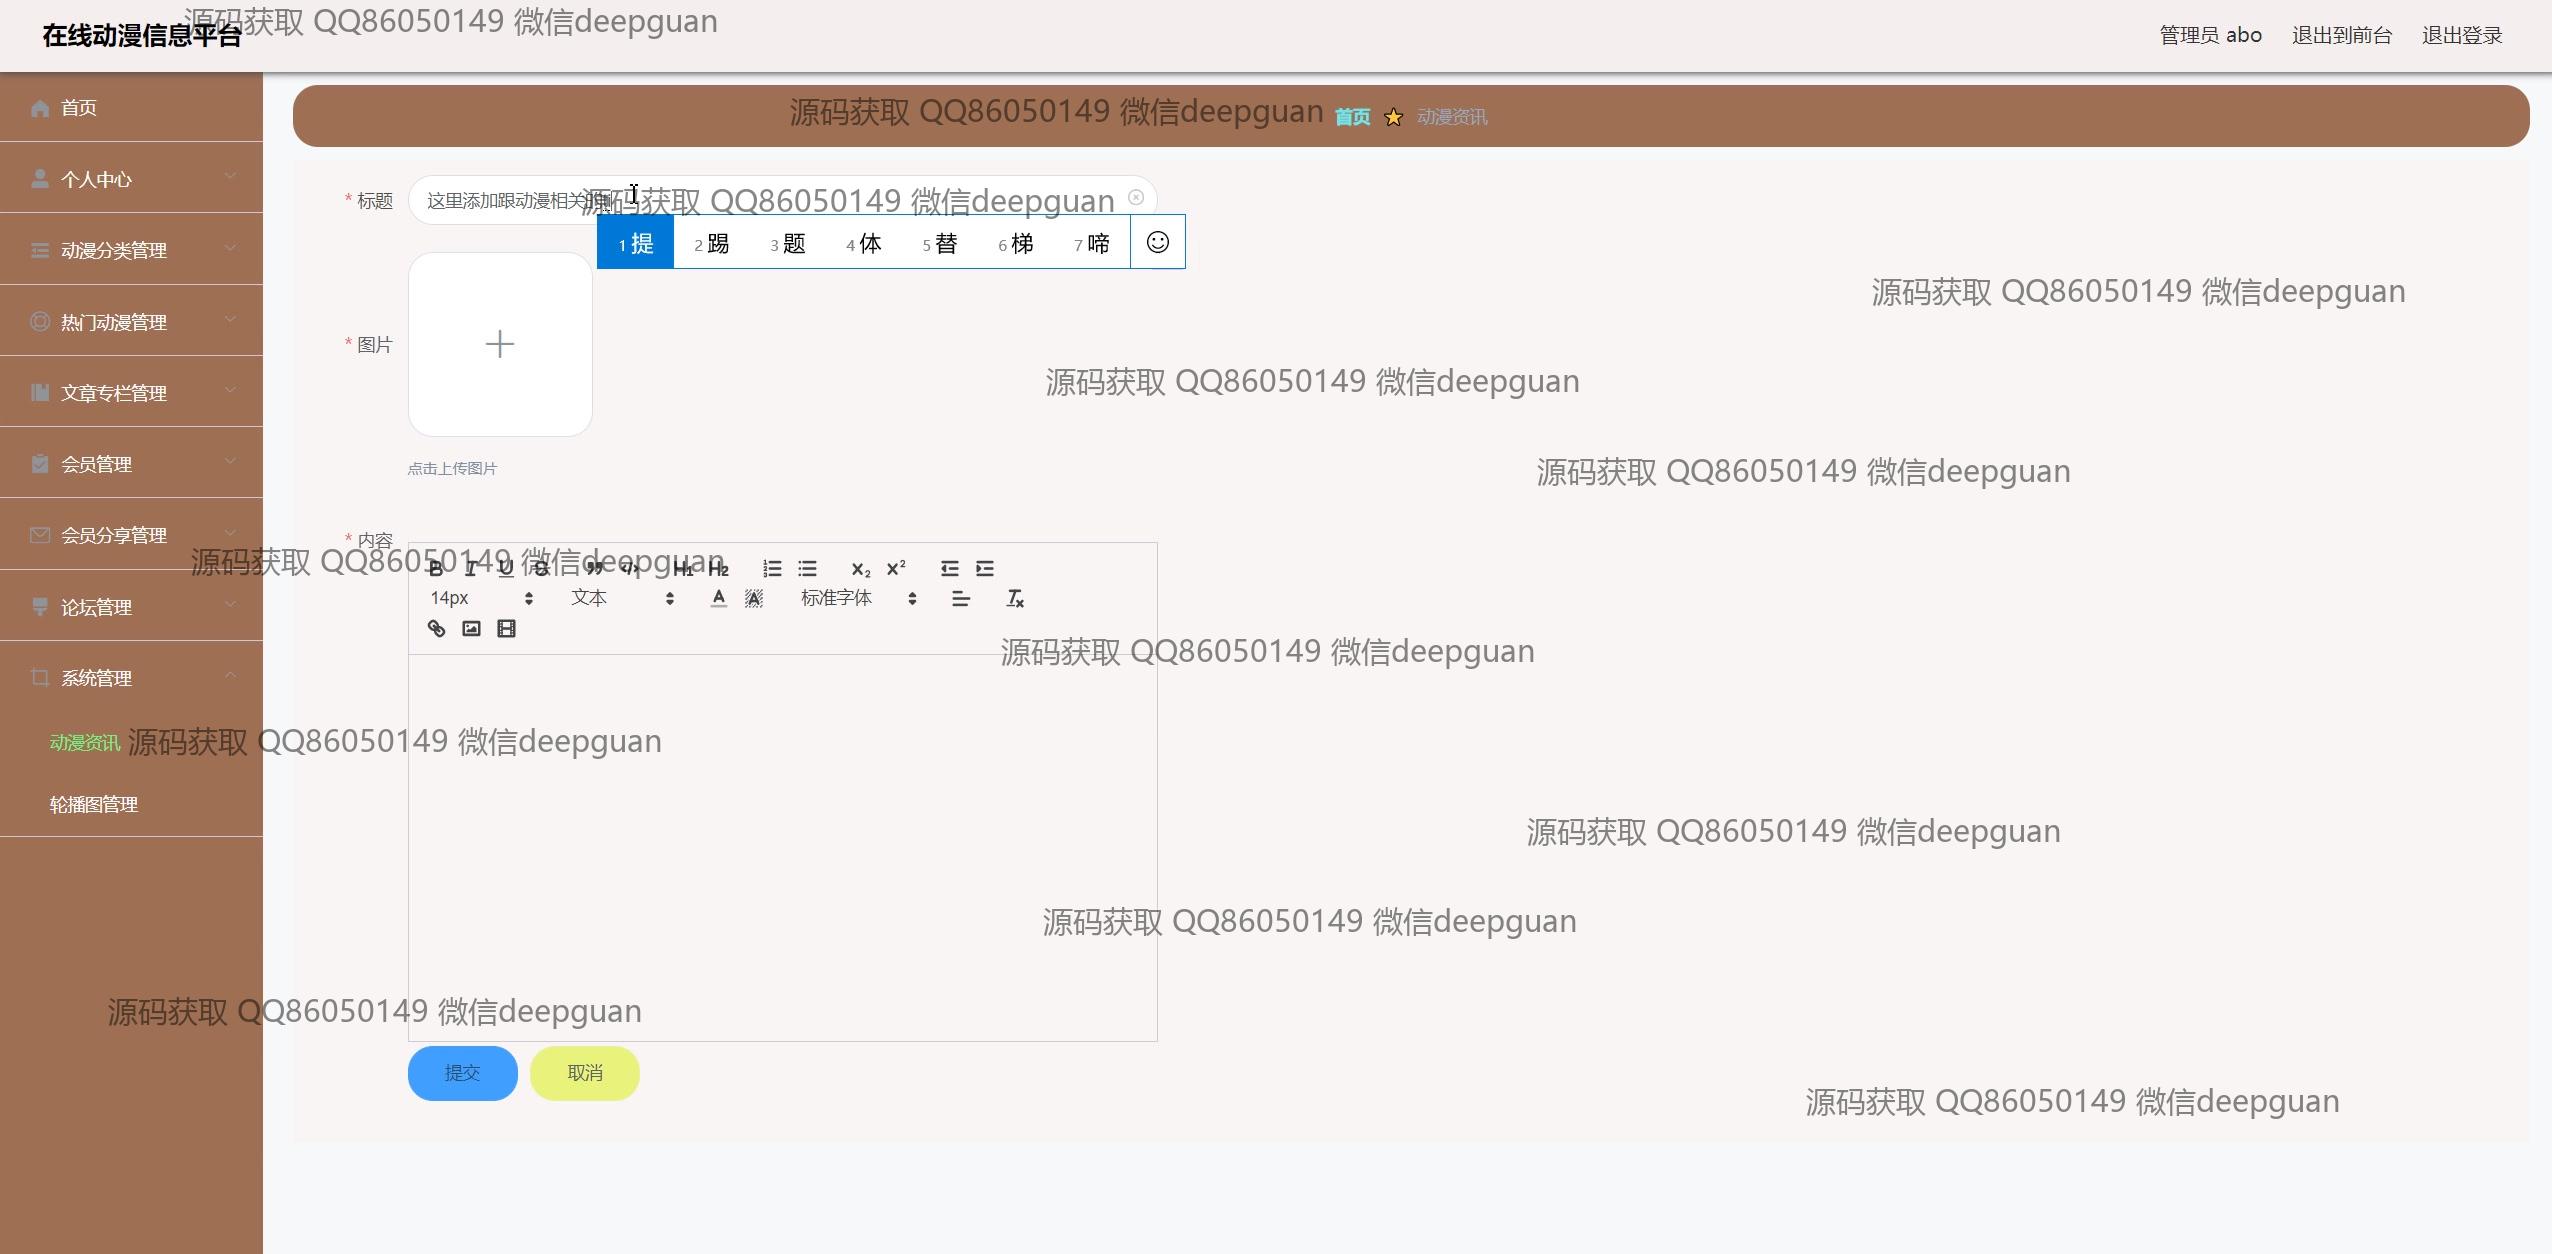 在线动漫信息平台
源码获取 QQ86050149 微信deepguan
管理员 abo
退出到前台
退出登录
首页
个人中心
动漫分类管理
热门动漫管理
文章专栏管理
会员管理
会员分享管理
论坛管理
系统管理
动漫资讯
轮播图管理
源码获取 QQ86050149 微信deepguan
首页
动漫资讯
* 标题
这里添加跟动漫相关
源码获取 QQ86050149 微信deepguan
1 提 2 踢 3 题 4 体 5 替 6 梯 7 啼
源码获取 QQ86050149 微信deepguan
* 图片
源码获取 QQ86050149 微信deepguan
点击上传图片
源码获取 QQ86050149 微信deepguan
* 内容
源码获取 QQ86050149 微信deepguan
B I U S H1 H2 X2 X2
14px 文本 A A 标准字体 Tx
源码获取 QQ86050149 微信deepguan
源码获取 QQ86050149 微信deepguan
源码获取 QQ86050149 微信deepguan
源码获取 QQ86050149 微信deepguan
源码获取 QQ86050149 微信deepguan
提交
取消
源码获取 QQ86050149 微信deepguan